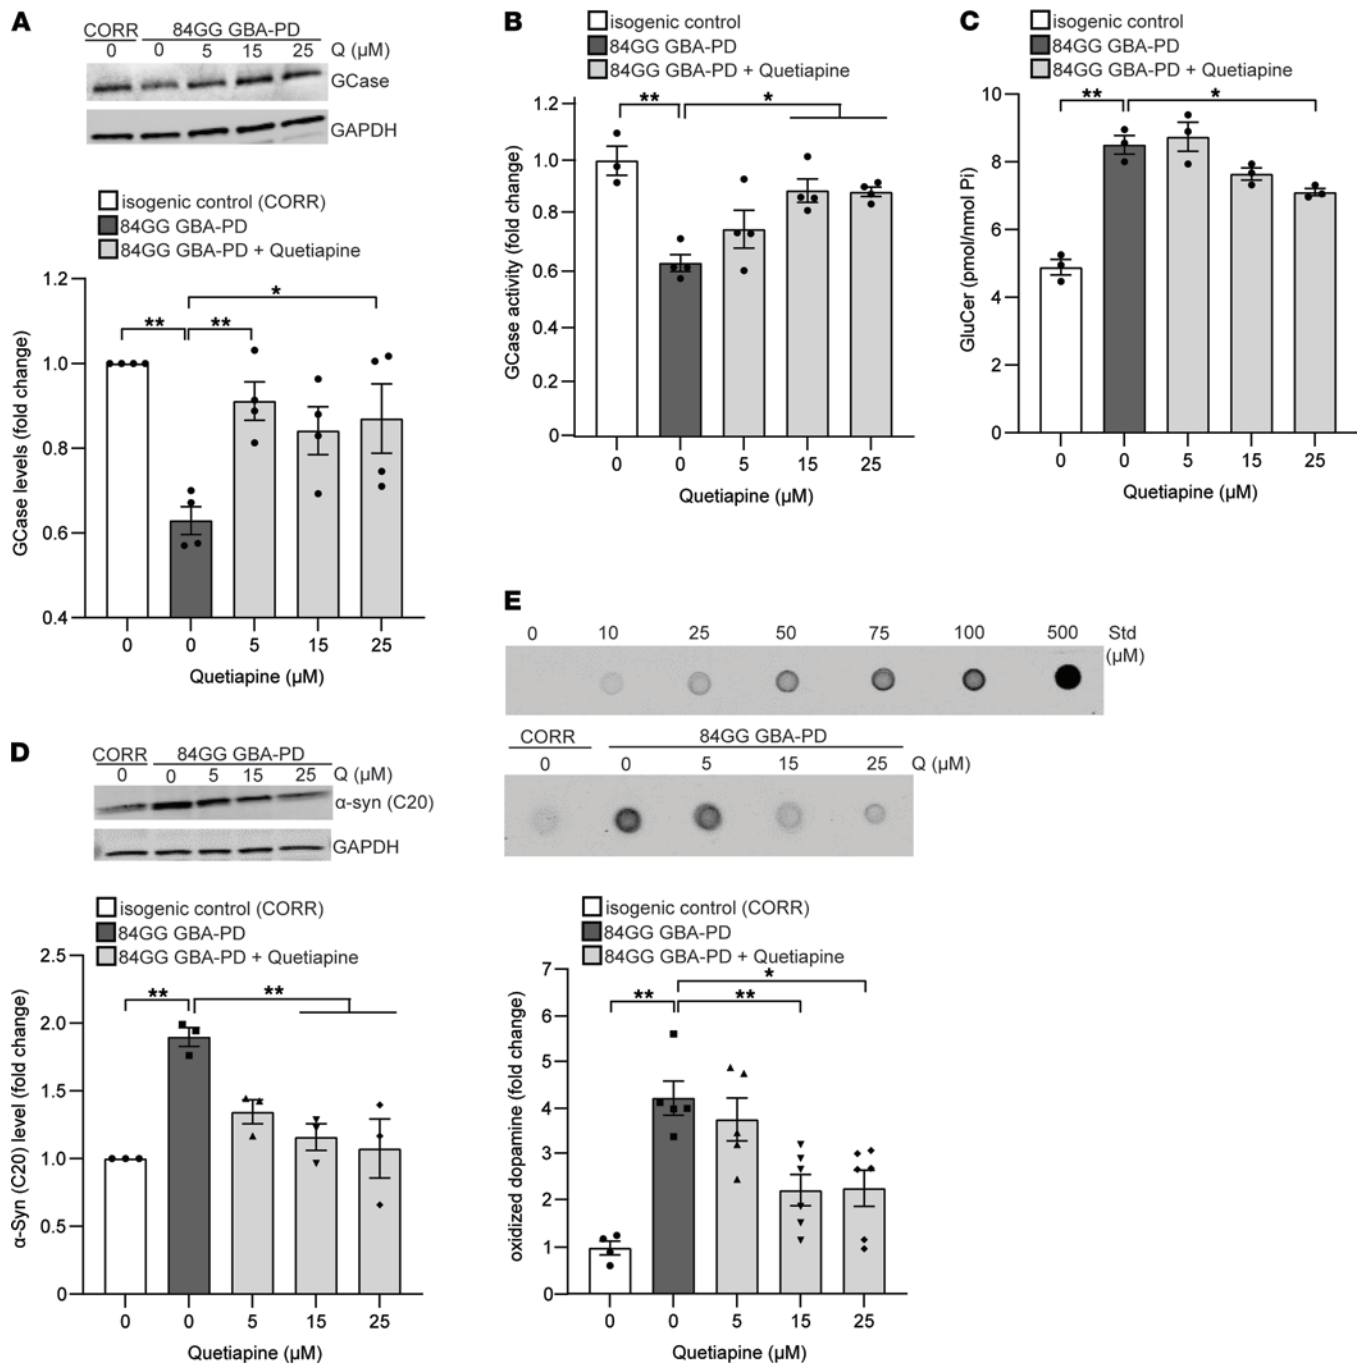 A
CORR 84GG GBA-PD
0 0 5 15 25 Q (µM)
GCase
GAPDH
isogenic control (CORR)
84GG GBA-PD
84GG GBA-PD + Quetiapine
GCase levels (fold change)
1.2
1.0
0.8
0.6
0.4
** ** *
0 0 5 15 25
Quetiapine (µM)
B
isogenic control
84GG GBA-PD
84GG GBA-PD + Quetiapine
GCase activity (fold change)
1.2
1.0
0.8
0.6
0.4
0.2
0
** *
0 0 5 15 25
Quetiapine (µM)
C
isogenic control
84GG GBA-PD
84GG GBA-PD + Quetiapine
GluCer (pmol/nmol Pi)
10
8
6
4
2
0
** *
0 0 5 15 25
Quetiapine (µM)
D
CORR 84GG GBA-PD
0 0 5 15 25 Q (µM)
α-syn (C20)
GAPDH
isogenic control (CORR)
84GG GBA-PD
84GG GBA-PD + Quetiapine
α-Syn (C20) level (fold change)
2.5
2.0
1.5
1.0
0.5
0
** **
0 0 5 15 25
Quetiapine (µM)
E
0 10 25 50 75 100 500 Std
(µM)
CORR 84GG GBA-PD
0 0 5 15 25 Q (µM)
isogenic control (CORR)
84GG GBA-PD
84GG GBA-PD + Quetiapine
oxidized dopamine (fold change)
7
6
5
4
3
2
1
0
*
** **
0 0 5 15 25
Quetiapine (µM)